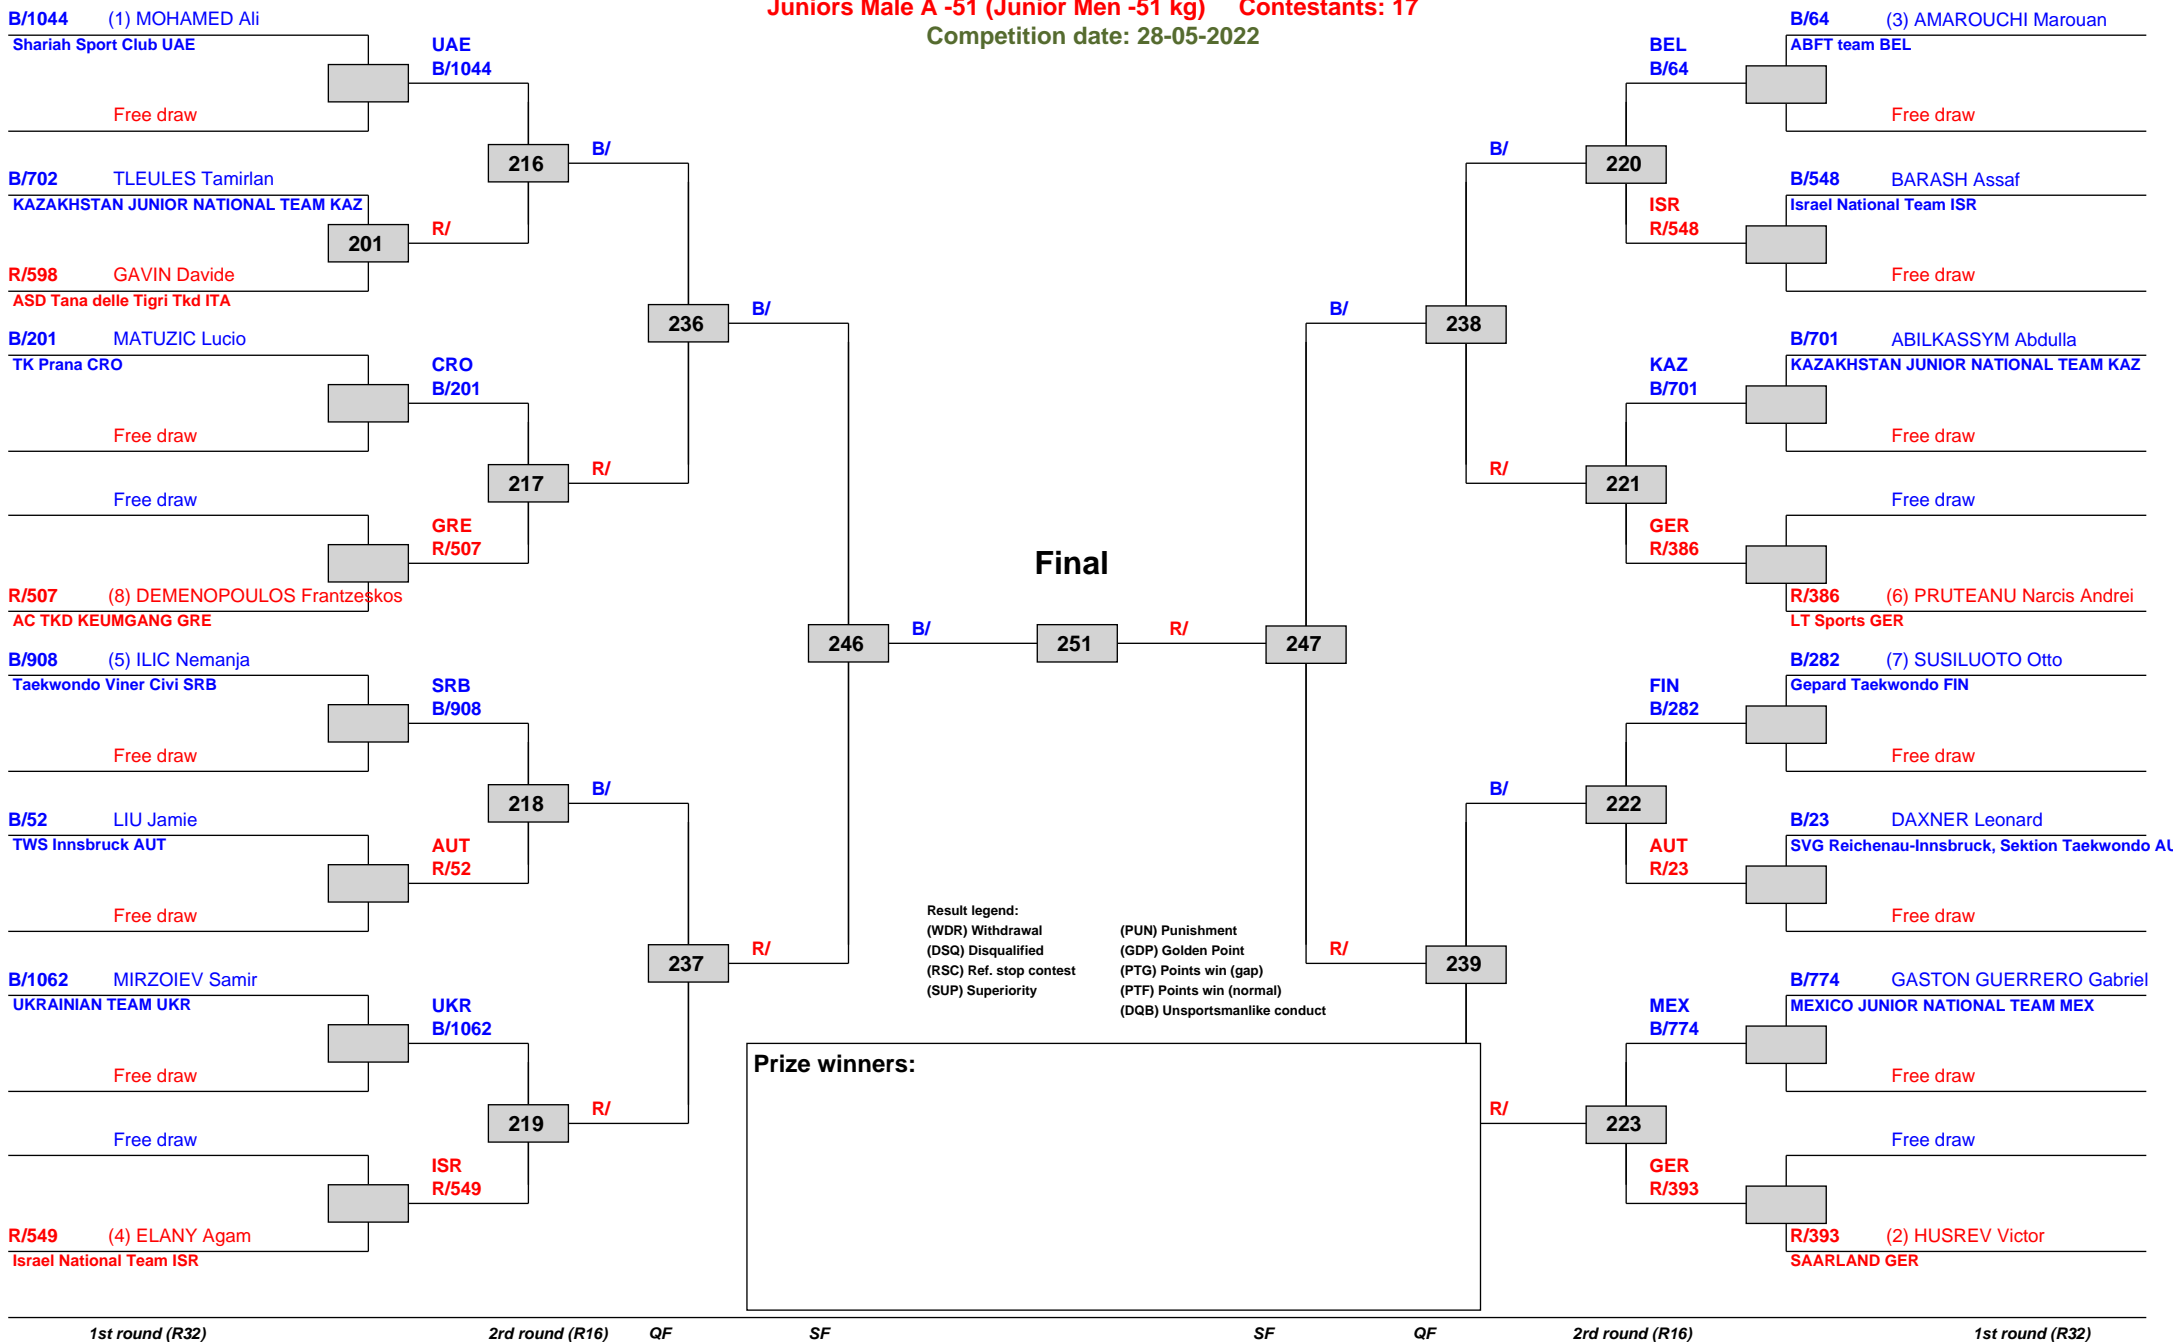 Juniors Male A -51 (Junior Men -51 kg) Contestants: 17
Competition date: 28-05-2022
B/1044 (1) MOHAMED Ali
Shariah Sport Club UAE
Free draw
UAE
B/1044
B/702 TLEULES Tamirlan
KAZAKHSTAN JUNIOR NATIONAL TEAM KAZ
201
R/
R/598 GAVIN Davide
ASD Tana delle Tigri Tkd ITA
216
B/
B/201 MATUZIC Lucio
TK Prana CRO
Free draw
CRO
B/201
Free draw
GRE
R/507
R/507 (8) DEMENOPOULOS Frantzeskos
AC TKD KEUMGANG GRE
217
R/
236
B/
B/908 (5) ILIC Nemanja
Taekwondo Viner Civi SRB
Free draw
SRB
B/908
B/52 LIU Jamie
TWS Innsbruck AUT
Free draw
AUT
R/52
218
B/
B/1062 MIRZOIEV Samir
UKRAINIAN TEAM UKR
Free draw
UKR
B/1062
Free draw
ISR
R/549
R/549 (4) ELANY Agam
Israel National Team ISR
219
R/
237
R/
246
B/
Final
251
R/
247
B/
238
B/
220
BEL
B/64
B/64 (3) AMAROUCHI Marouan
ABFT team BEL
Free draw
ISR
R/548
B/548 BARASH Assaf
Israel National Team ISR
Free draw
R/
221
KAZ
B/701
B/701 ABILKASSYM Abdulla
KAZAKHSTAN JUNIOR NATIONAL TEAM KAZ
Free draw
Free draw
GER
R/386
R/386 (6) PRUTEANU Narcis Andrei
LT Sports GER
R/
239
B/
222
FIN
B/282
B/282 (7) SUSILUOTO Otto
Gepard Taekwondo FIN
Free draw
AUT
R/23
B/23 DAXNER Leonard
SVG Reichenau-Innsbruck, Sektion Taekwondo AU
Free draw
R/
223
MEX
B/774
B/774 GASTON GUERRERO Gabriel
MEXICO JUNIOR NATIONAL TEAM MEX
Free draw
Free draw
GER
R/393
R/393 (2) HUSREV Victor
SAARLAND GER
Result legend:
(WDR) Withdrawal
(DSQ) Disqualified
(RSC) Ref. stop contest
(SUP) Superiority
(PUN) Punishment
(GDP) Golden Point
(PTG) Points win (gap)
(PTF) Points win (normal)
(DQB) Unsportsmanlike conduct
Prize winners:
1st round (R32) 2rd round (R16) QF SF SF QF 2rd round (R16) 1st round (R32)